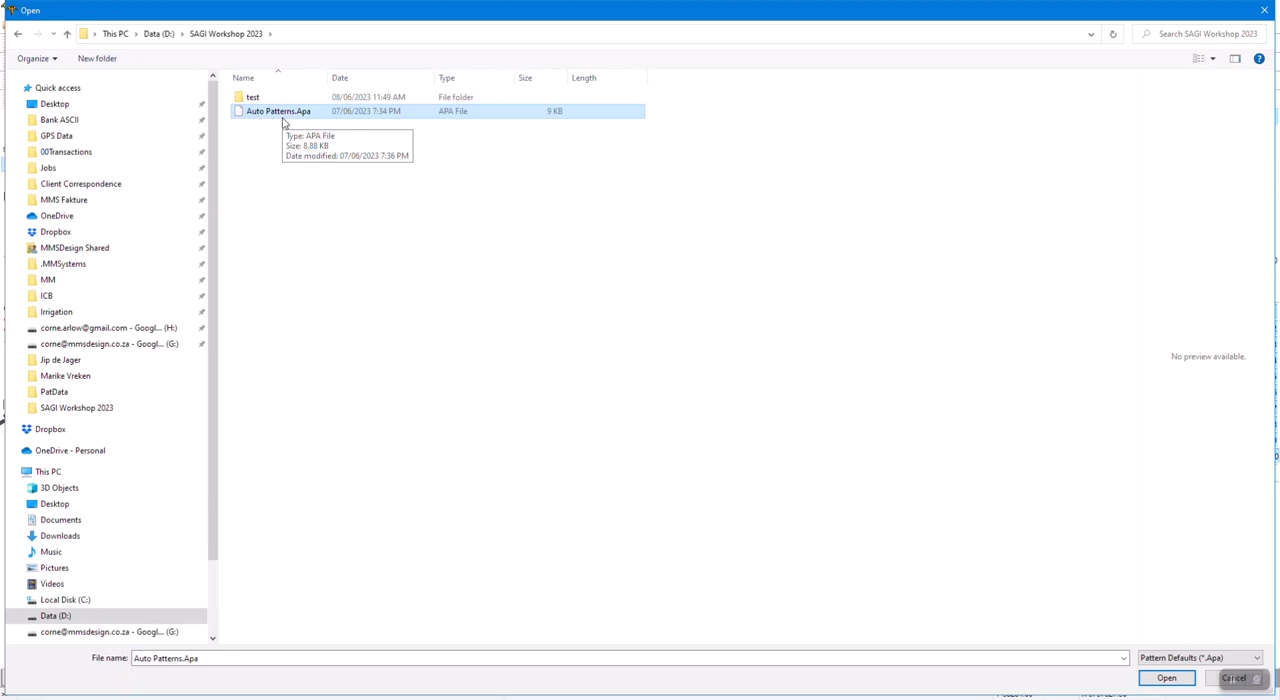 Open
This PC
Data (D:)
SAGI Workshop 2023
Search SAGI Workshop 2023
Organize
New folder
Name
Date
Type
Size
Length
Quick access
Desktop
Bank ASCII
GPS Data
00Transactions
Jobs
Client Correspondence
MMS Fakture
OneDrive
Dropbox
MMSDesign Shared
.MMSystems
MM
ICB
Irrigation
corne.arlow@gmail.com - Googl... (H:)
corne@mmsdesign.co.za - Googl... (G:)
Jip de Jager
Marike Vreken
PatData
SAGI Workshop 2023
Dropbox
OneDrive - Personal
This PC
3D Objects
Desktop
Documents
Downloads
Music
Pictures
Videos
Local Disk (C:)
Data (D:)
corne@mmsdesign.co.za - Googl... (G:)
test 08/06/2023 11:49 AM File folder
Auto Patterns.Apa 07/06/2023 7:34 PM APA File 9 KB
Type: APA File
Size: 8.88 KB
Date modified: 07/06/2023 7:36 PM
No preview available.
File name: Auto Patterns.Apa
Pattern Defaults (*.Apa)
Open
Cancel